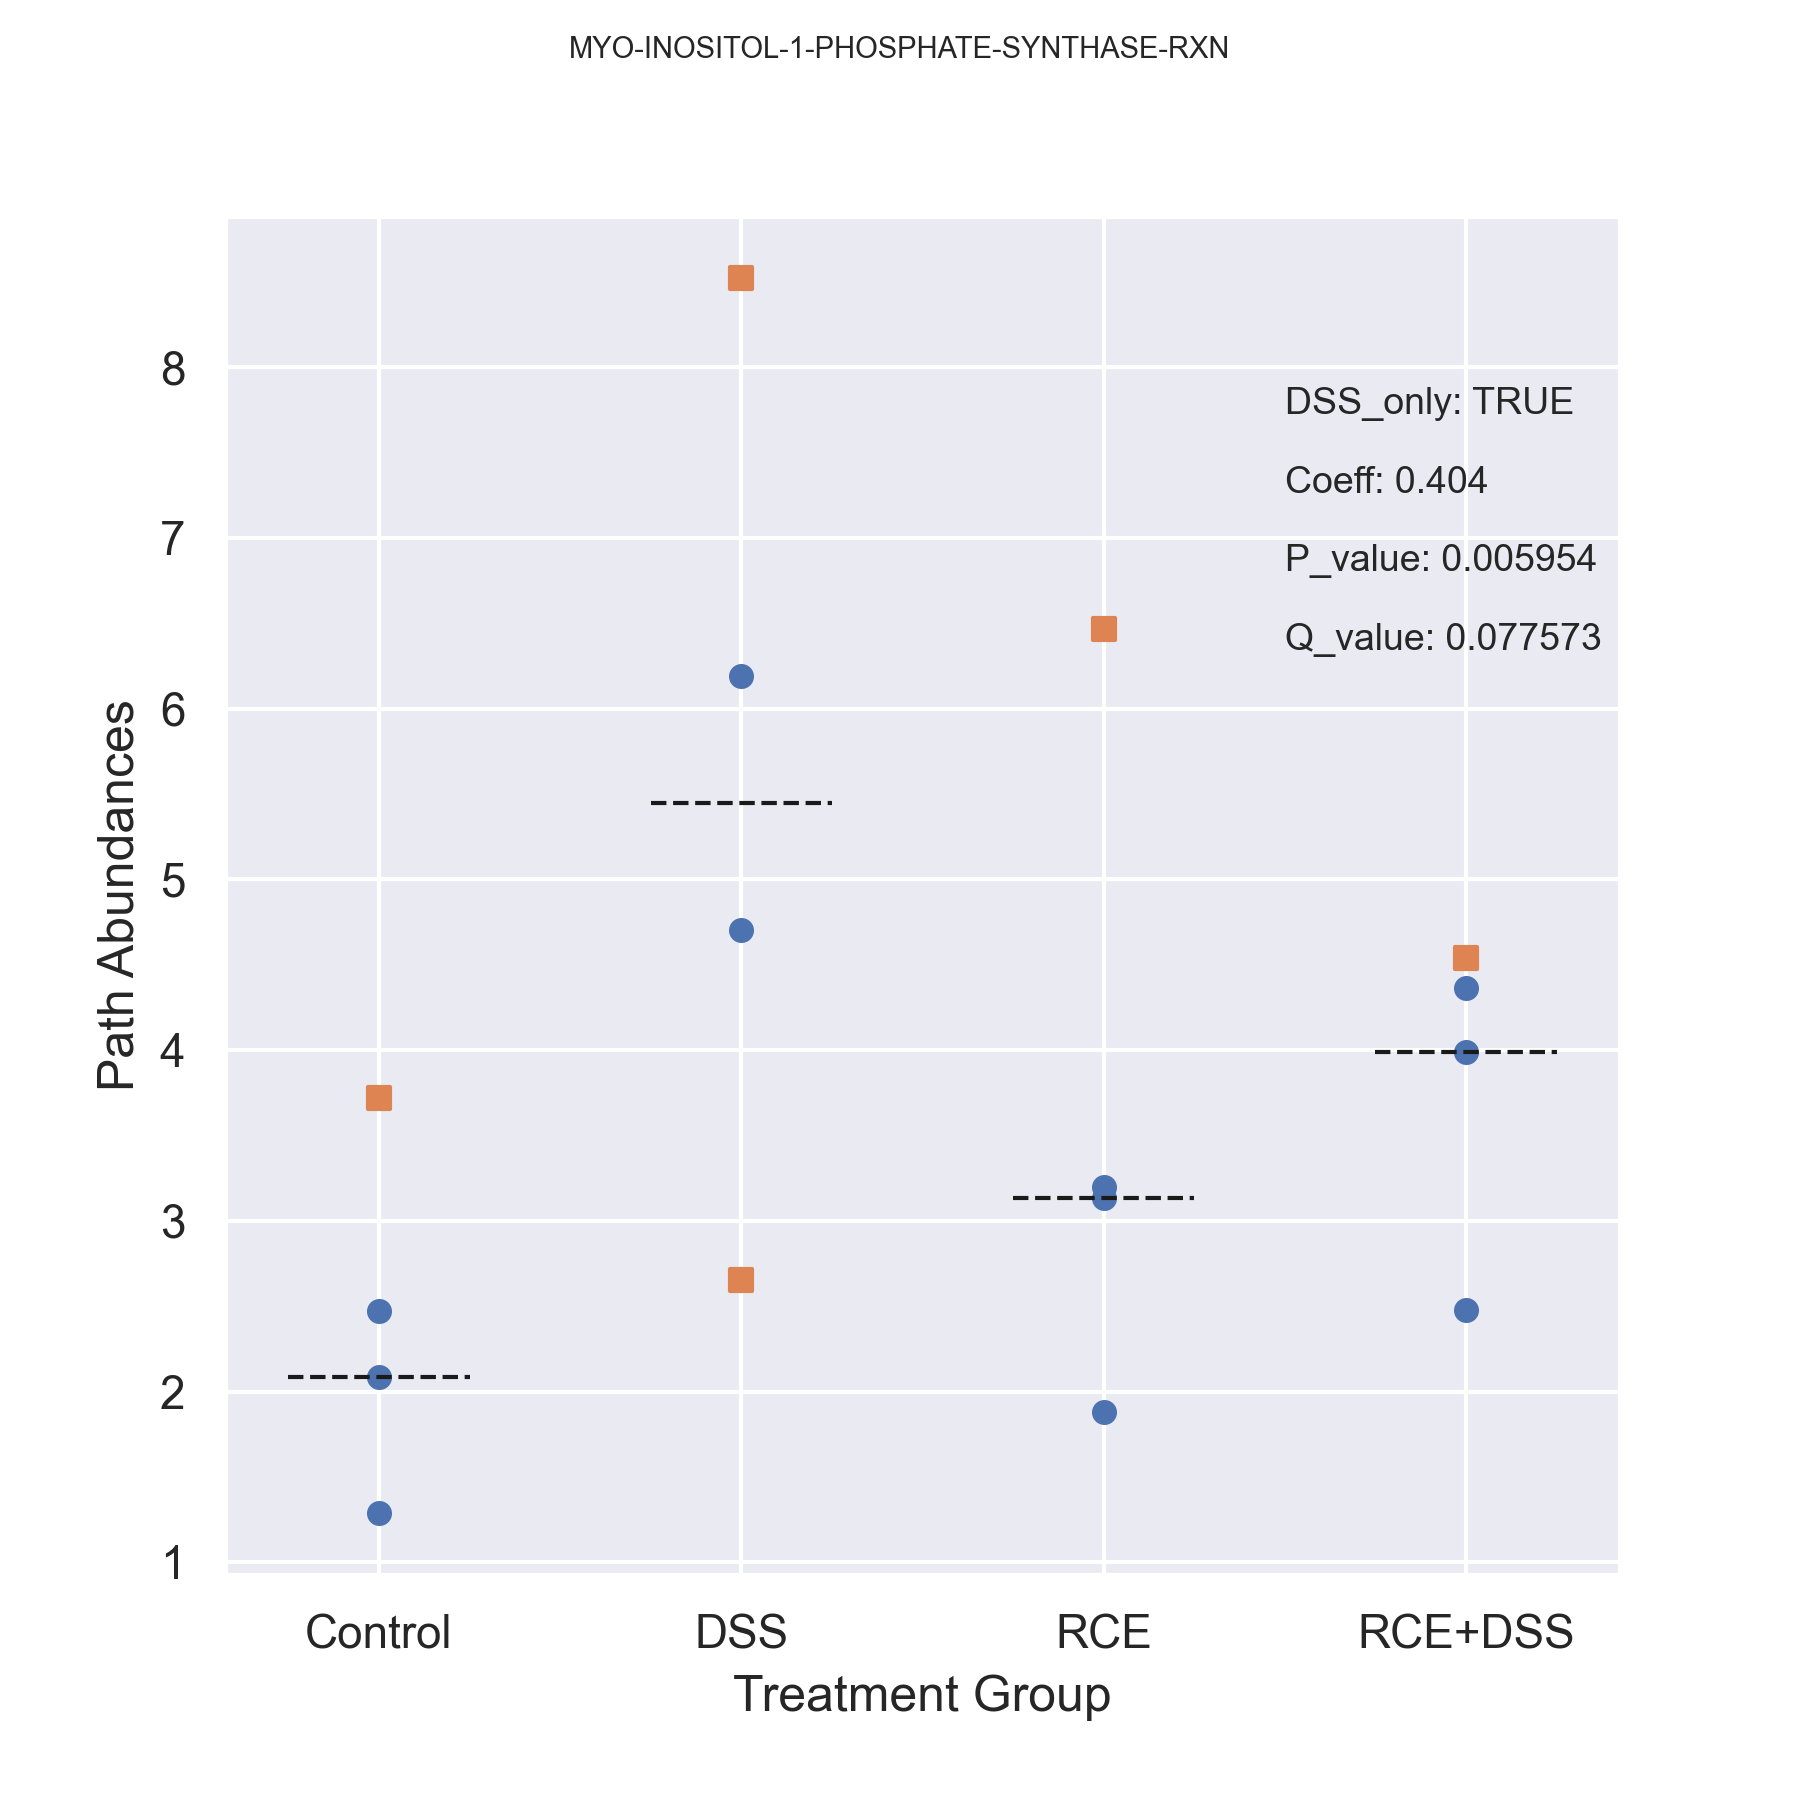 MYO-INOSITOL-1-PHOSPHATE-SYNTHASE-RXN
8
7
6
5
4
3
2
1
Path Abundances
DSS_only: TRUE
Coeff: 0.404
P_value: 0.005954
Q_value: 0.077573
Control DSS RCE RCE+DSS
Treatment Group